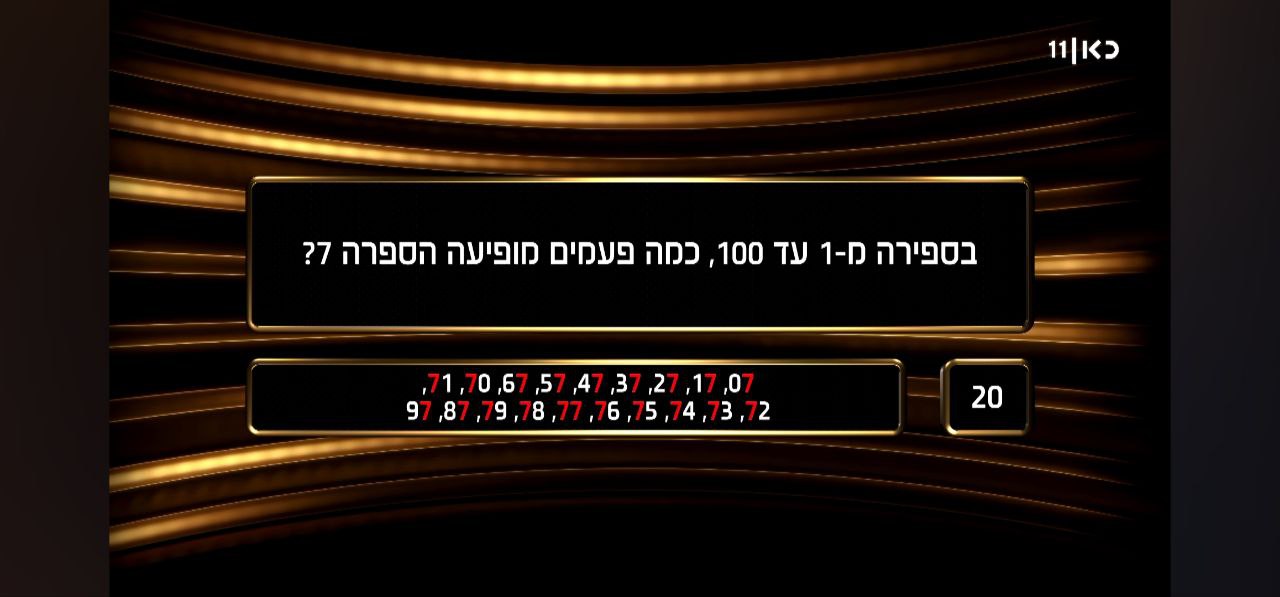 כאן|11
בספירה מ-1 עד 100, כמה פעמים מופיעה הספרה 7?
20
07, 17, 27, 37, 47, 57, 67, 70, 71,
72, 73, 74, 75, 76, 77, 78, 79, 87, 97